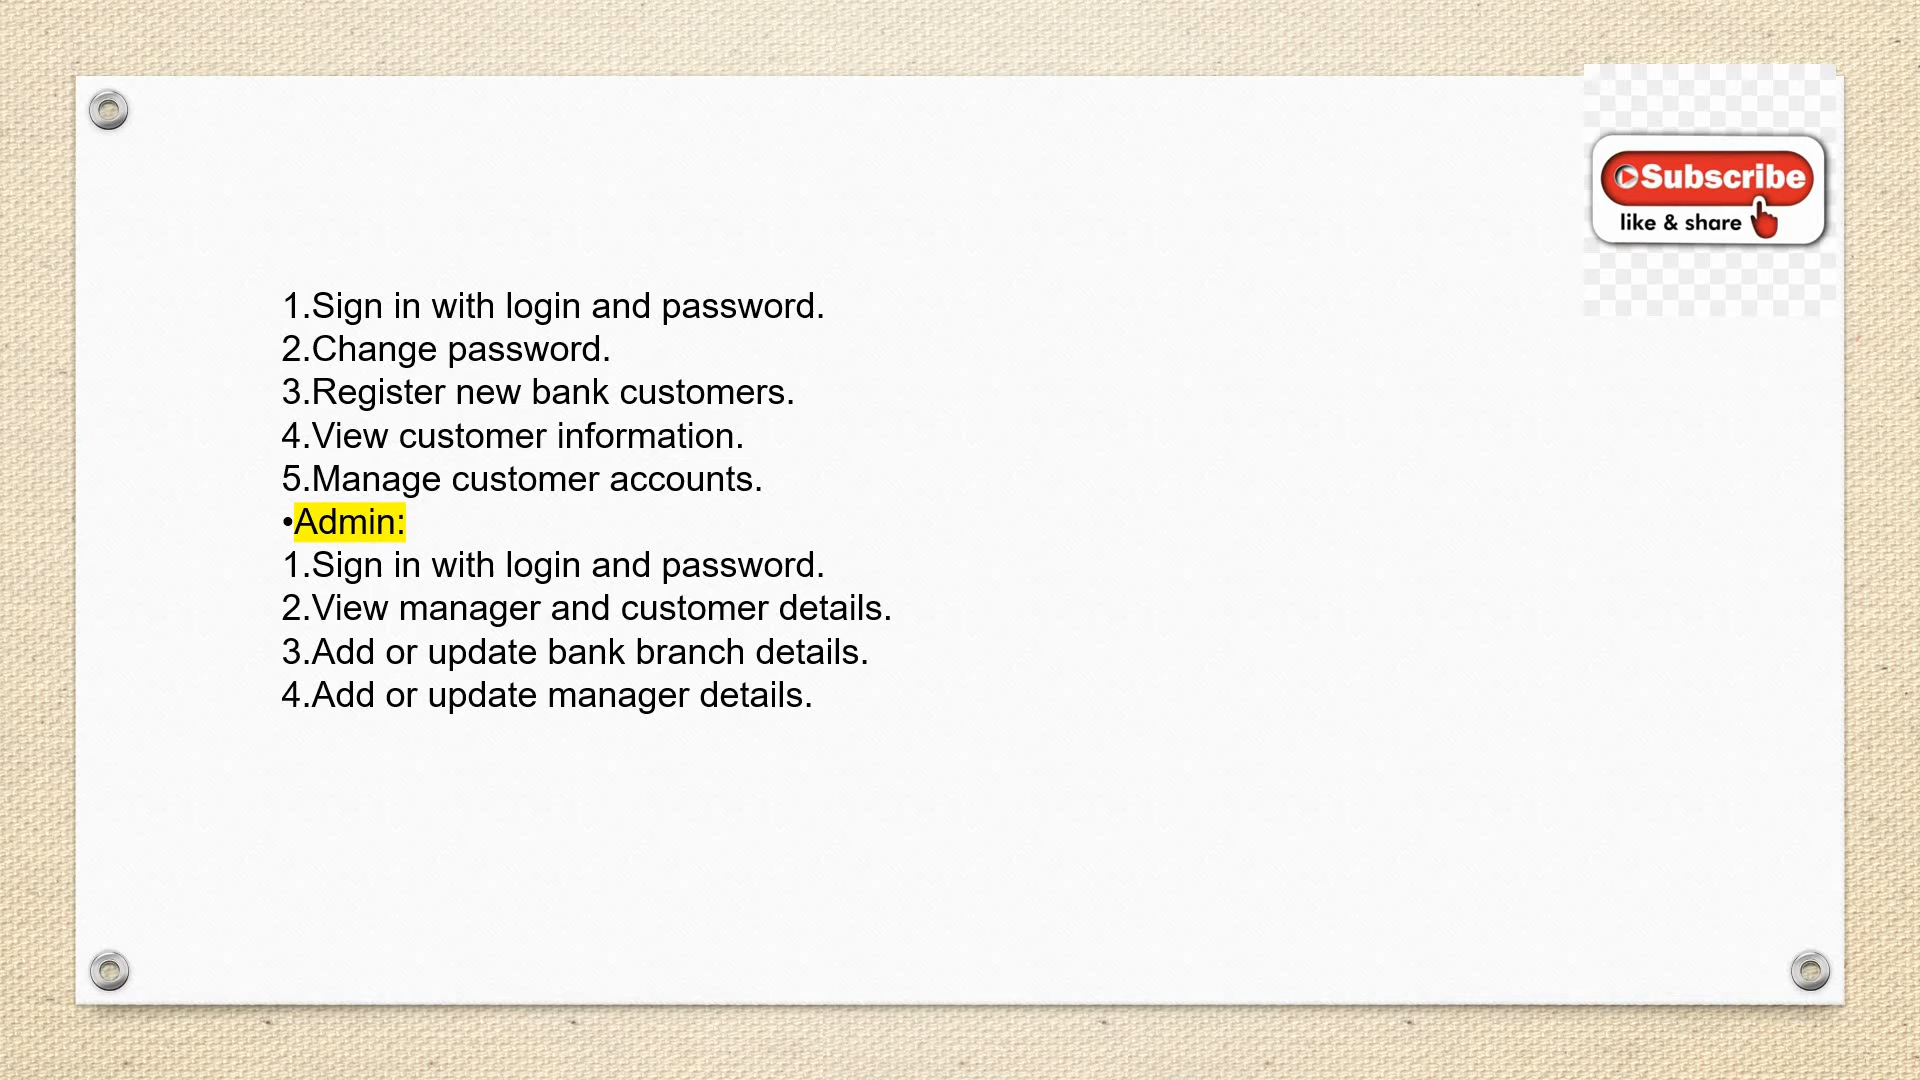 Subscribe
like & share
1.Sign in with login and password.
2.Change password.
3.Register new bank customers.
4.View customer information.
5.Manage customer accounts.
•Admin:
1.Sign in with login and password.
2.View manager and customer details.
3.Add or update bank branch details.
4.Add or update manager details.